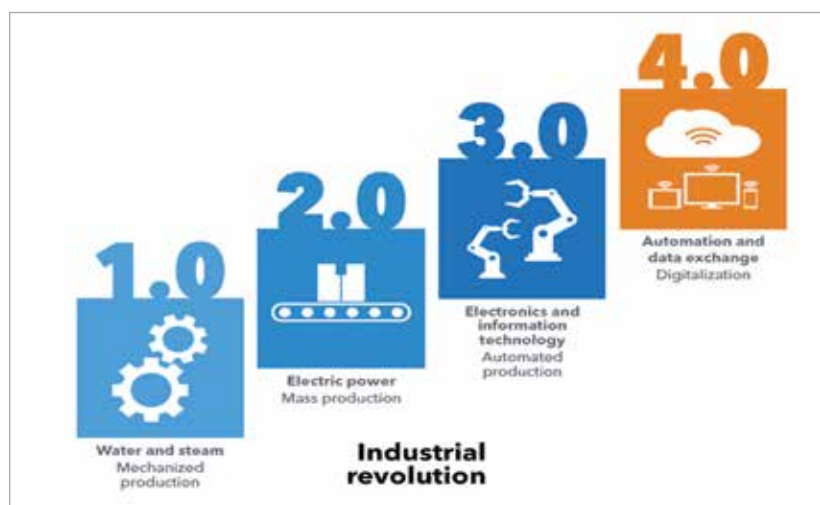 1.0
Water and steam
Mechanized
production
2.0
Electric power
Mass production
3.0
Electronics and
information
technology
Automated
production
4.0
Automation and
data exchange
Digitalization
Industrial
revolution